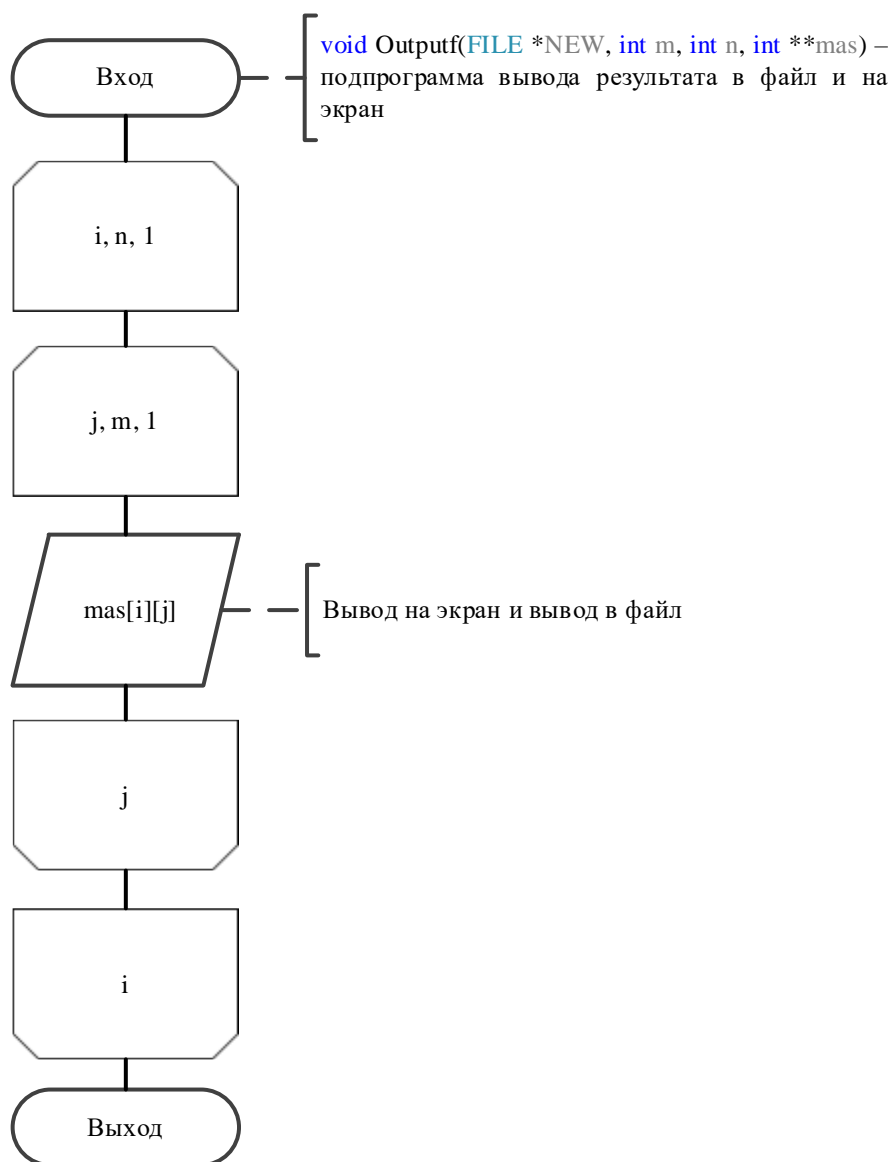 Вход
void Outputf(FILE *NEW, int m, int n, int **mas) –
подпрограмма вывода результата в файл и на
экран
i, n, 1
j, m, 1
mas[i][j]
Вывод на экран и вывод в файл
j
i
Выход